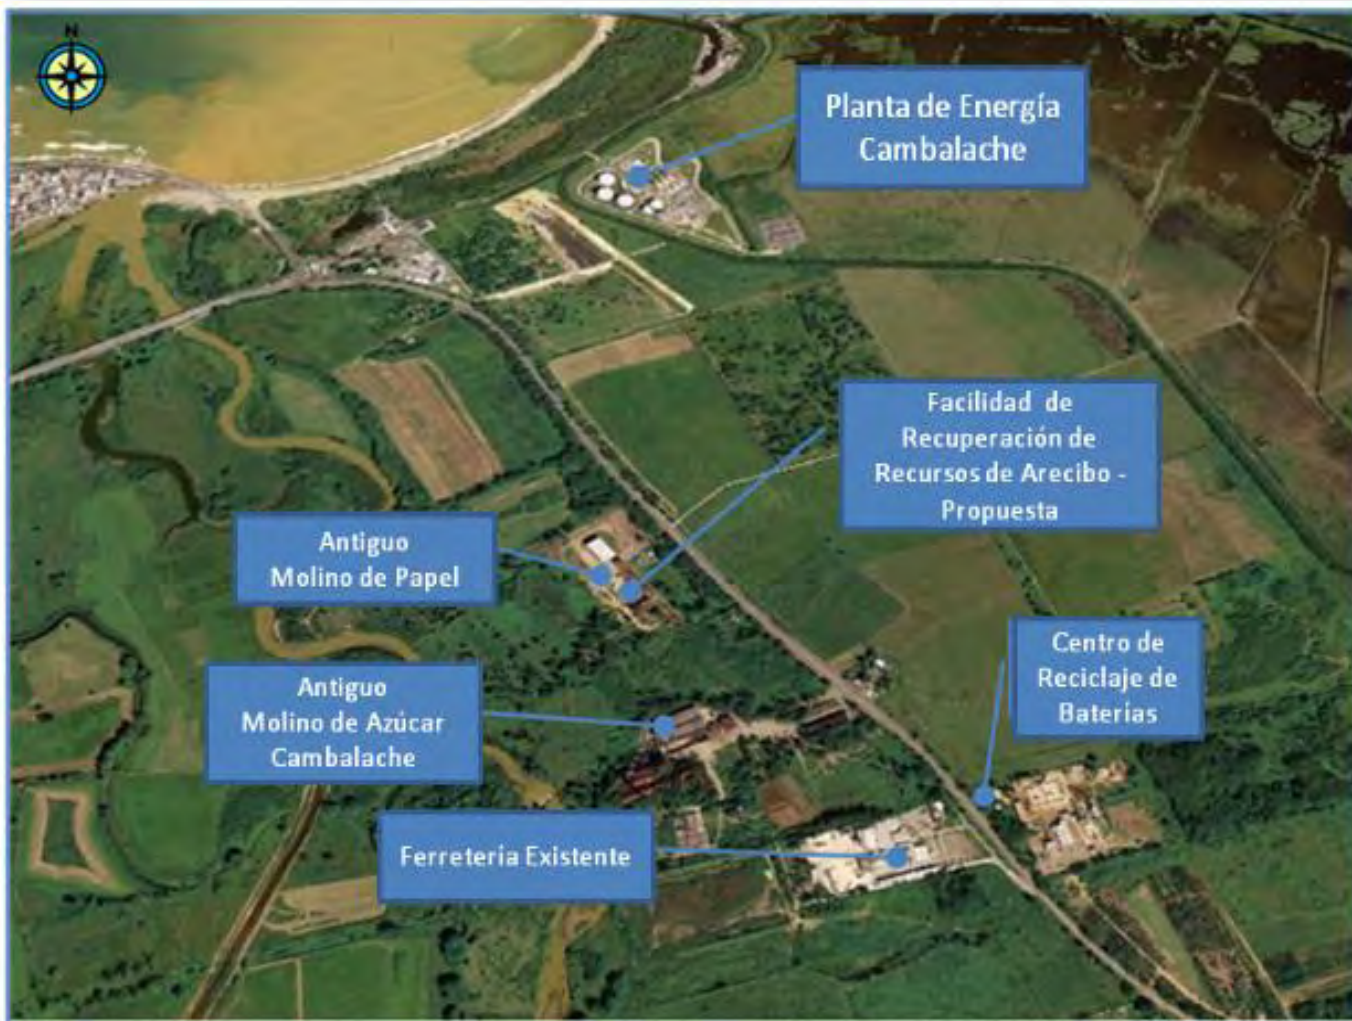 N
Planta de Energía
Cambalache
Facilidad de
Recuperación de
Recursos de Arecibo -
Propuesta
Antiguo
Molino de Papel
Centro de
Reciclaje de
Baterías
Antiguo
Molino de Azúcar
Cambalache
Ferretería Existente